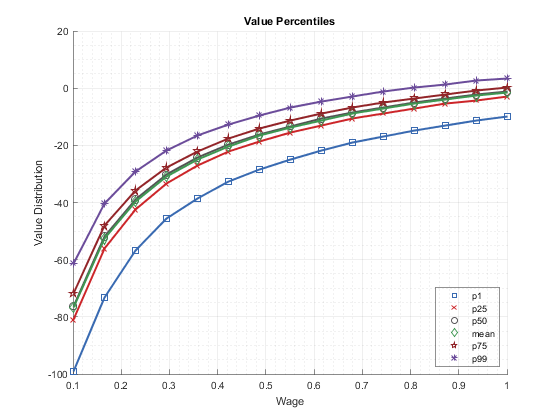 Value Percentiles
20
0
-20
-40
-60
-80
-100
Value Distribution
0.1 0.2 0.3 0.4 0.5 0.6 0.7 0.8 0.9 1
Wage
p1
p25
p50
mean
p75
p99